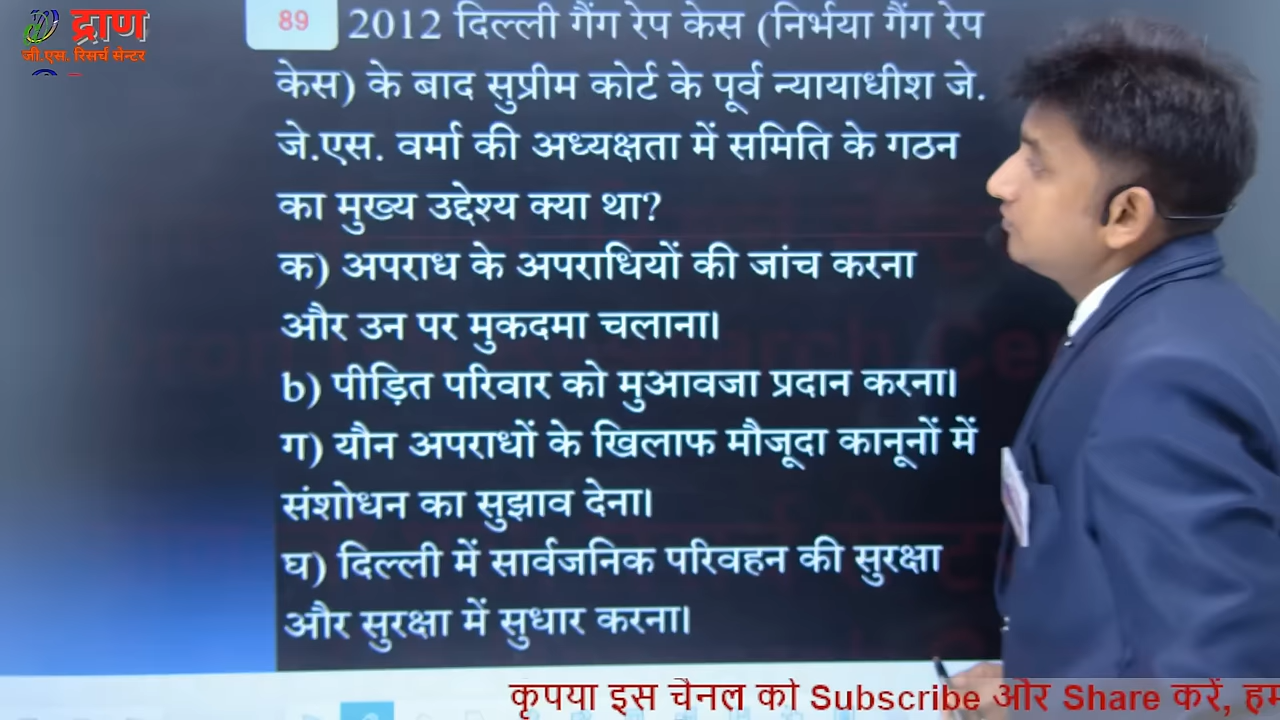 द्रोण
जी.एस. रिसर्च सेन्टर
89
2012 दिल्ली गैंग रेप केस (निर्भया गैंग रेप
केस) के बाद सुप्रीम कोर्ट के पूर्व न्यायाधीश जे.
जे.एस. वर्मा की अध्यक्षता में समिति के गठन
का मुख्य उद्देश्य क्या था?
क) अपराध के अपराधियों की जांच करना
और उन पर मुकदमा चलाना।
b) पीड़ित परिवार को मुआवजा प्रदान करना।
ग) यौन अपराधों के खिलाफ मौजूदा कानूनों में
संशोधन का सुझाव देना।
घ) दिल्ली में सार्वजनिक परिवहन की सुरक्षा
और सुरक्षा में सुधार करना।
कृपया इस चैनल को Subscribe और Share करें, हम